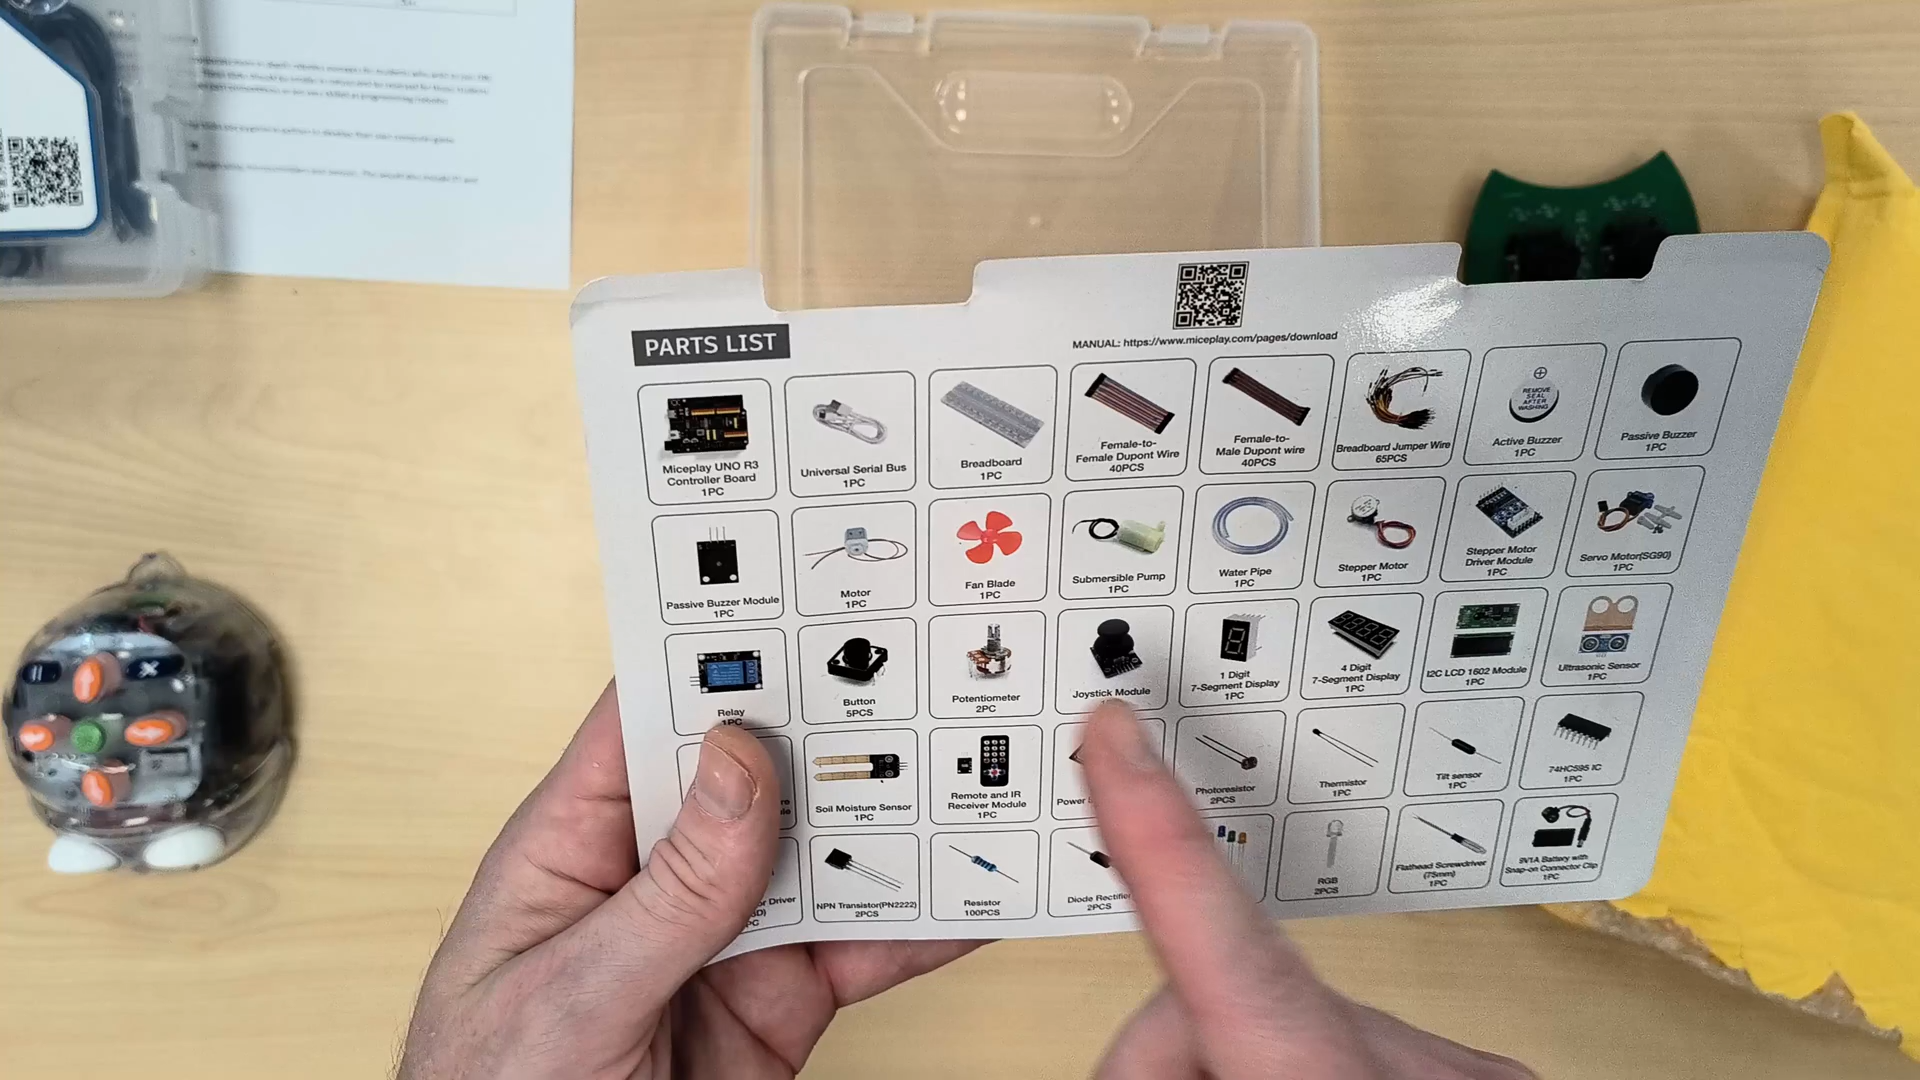 PARTS LIST
MANUAL: https://www.miceplay.com/pages/download
Miceplay UNO R3
Controller Board
1PC
Universal Serial Bus
1PC
Breadboard
1PC
Female-to-
Female Dupont Wire
40PCS
Female-to-
Male Dupont wire
40PCS
Breadboard Jumper Wire
65PCS
REMOVE
SEAL
AFTER
WASHING
Active Buzzer
1PC
Passive Buzzer
1PC
Passive Buzzer Module
1PC
Motor
1PC
Fan Blade
1PC
Submersible Pump
1PC
Water Pipe
1PC
Stepper Motor
1PC
Stepper Motor
Driver Module
1PC
Servo Motor(SG90)
1PC
Relay
1PC
Button
5PCS
Potentiometer
2PC
Joystick Module
1 Digit
7-Segment Display
1PC
4 Digit
7-Segment Display
1PC
I2C LCD 1602 Module
1PC
Ultrasonic Sensor
1PC
Soil Moisture Sensor
1PC
Remote and IR
Receiver Module
1PC
Power
Photoresistor
2PCS
Thermistor
1PC
Tilt sensor
1PC
74HC595 IC
1PC
Driver
NPN Transistor(PN2222)
2PCS
Resistor
100PCS
Diode Rectifier
2PCS
RGB
2PCS
Flathead Screwdriver
(75mm)
1PC
9V1A Battery with
Snap-on Connector Clip
1PC